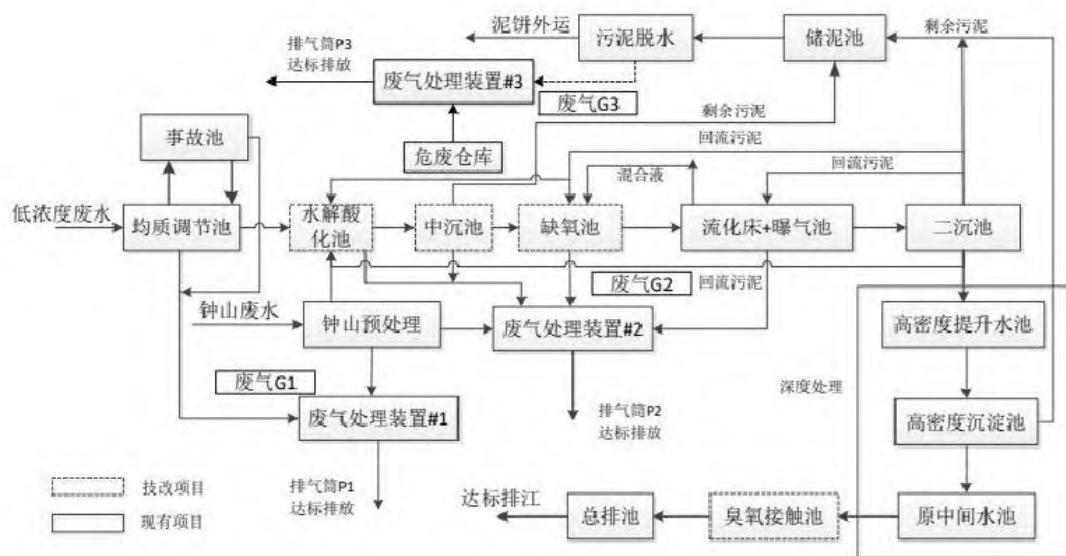 泥饼外运
污泥脱水
储泥池
剩余污泥
排气筒P3
达标排放
废气处理装置#3
废气G3
剩余污泥
事故池
危废仓库
回流污泥
混合液
回流污泥
低浓度废水
均质调节池
水解酸
化池
中沉池
缺氧池
流化床+曝气池
二沉池
废气G2
回流污泥
钟山废水
钟山预处理
废气处理装置#2
高密度提升水池
废气G1
深度处理
废气处理装置#1
排气筒P2
达标排放
高密度沉淀池
技改项目
排气筒P1
达标排放
现有项目
达标排江
总排池
臭氧接触池
原中间水池